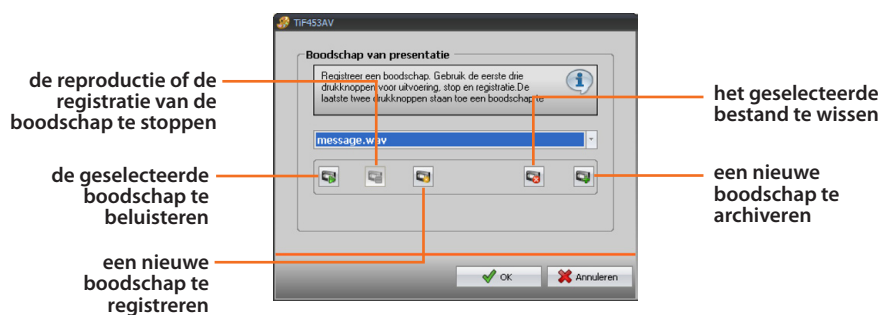 TiF453AV
Boodschap van presentatie
Registreer een boodschap. Gebruik de eerste drie
drukknoppen voor uitvoering, stop en registratie.De
laatste twee drukknoppen staan toe een boodschap te
message.wav
OK
Annuleren
de reproductie of de
registratie van de
boodschap te stoppen
de geselecteerde
boodschap te
beluisteren
een nieuwe
boodschap te
registreren
het geselecteerde
bestand te wissen
een nieuwe
boodschap te
archiveren